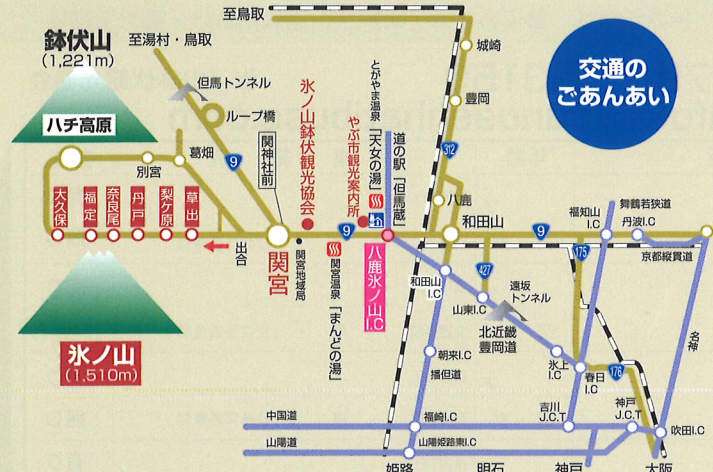 至鳥取
鉢伏山
(1,221m)
至湯村・鳥取
城崎
交通の
ごあんあい
但馬トンネル
ループ橋
ハチ高原
関神社前
氷ノ山鉢伏観光協会
やぶ市観光案内所
とがやま温泉「天女の湯」
道の駅「但馬蔵」
豊岡
312
9
別宮
葛畑
八鹿
大久保
福定
奈良尾
丹戸
梨ケ原
草出
出合
関宮
関宮地域局
9
関宮温泉「まんどの湯」
八鹿氷ノ山I.C
和田山
9
福知山
I.C
舞鶴若狭道
丹波I.C
京都縦貫道
175
427
和田山
I.C
山東I.C
遠坂
トンネル
北近畿
豊岡道
名神
氷ノ山
(1,510m)
朝来I.C
播但道
氷上
I.C
春日
I.C
176
中国道
福崎I.C
吉川
J.C.T
神戸
J.C.T
吹田I.C
山陽道
山陽姫路東I.C
姫路
明石
神戸
大阪